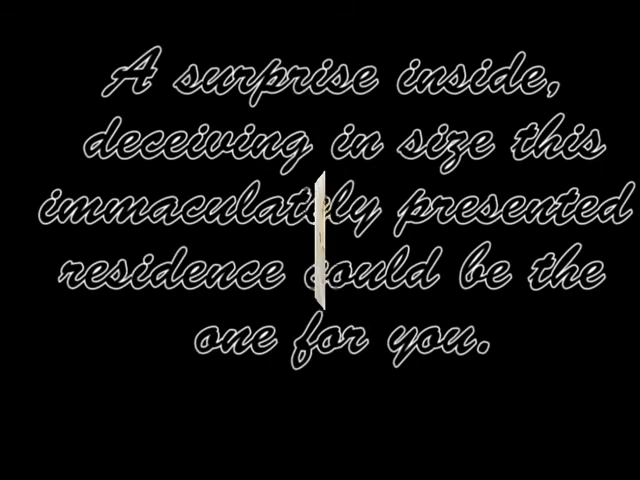 A surprise inside,
deceiving in size this
immaculately presented
residence could be the
one for you.